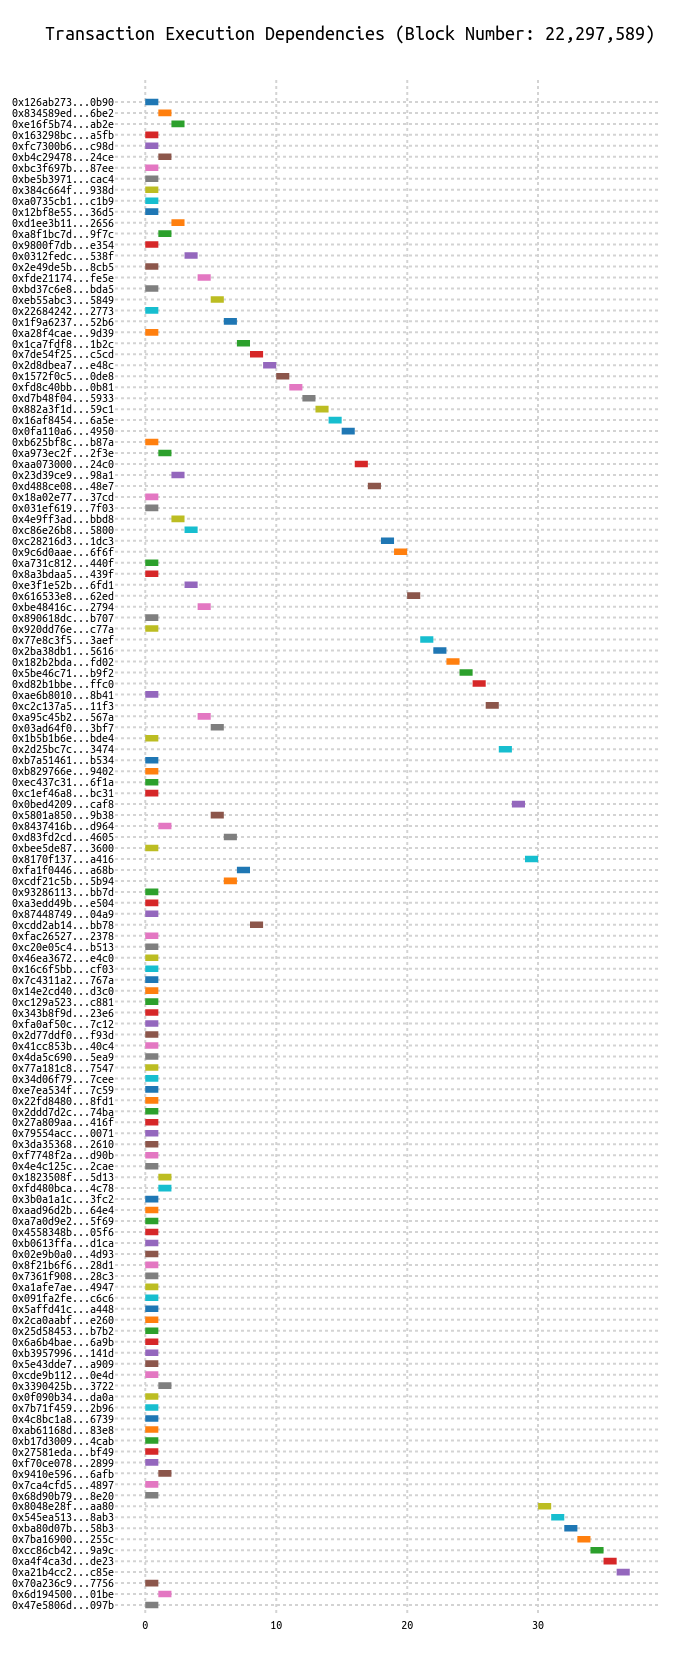 Transaction Execution Dependencies (Block Number: 22,297,589)
0x126ab273...0b90
0x834589ed...6be2
0xe16f5b74...ab2e
0x163298bc...a5fb
0xfc7300b6...c98d
0xb4c29478...24ce
0xbc3f697b...87ee
0xbe5b3971...cac4
0x384c664f...938d
0xa0735cb1...c1b9
0x12bf8e55...36d5
0xd1ee3b11...2656
0xa8f1bc7d...9f7c
0x9800f7db...e354
0x0312fedc...538f
0x2e49de5b...8cb5
0xfde21174...fe5e
0xbd37c6e8...bda5
0xeb55abc3...5849
0x22684242...2773
0x1f9a6237...52b6
0xa28f4cae...9d39
0x1ca7fdf8...1b2c
0x7de54f25...c5cd
0x2d8dbea7...e48c
0x1572f0c5...0de8
0xfd8c40bb...0b81
0xd7b48f04...5933
0x882a3f1d...59c1
0x16af8454...6a5e
0x0fa110a6...4950
0xb625bf8c...b87a
0xa973ec2f...2f3e
0xaa073000...24c0
0x23d39ce9...98a1
0xd488ce08...48e7
0x18a02e77...37cd
0x031ef619...7f03
0x4e9ff3ad...bbd8
0xc86e26b8...5800
0xc28216d3...1dc3
0x9c6d0aae...6f6f
0xa731c812...440f
0x8a3bdaa5...439f
0xe3f1e52b...6fd1
0x616533e8...62ed
0xbe48416c...2794
0x890618dc...b707
0x920dd76e...c77a
0x77e8c3f5...3aef
0x2ba38db1...5616
0x182b2bda...fd02
0x5be46c71...b9f2
0xd82b1bbe...ffc0
0xae6b8010...8b41
0xc2c137a5...11f3
0xa95c45b2...567a
0x03ad64f0...3bf7
0x1b5b1b6e...bde4
0x2d25bc7c...3474
0xb7a51461...b534
0xb829766e...9402
0xec437c31...6f1a
0xc1ef46a8...bc31
0x0bed4209...caf8
0x5801a850...9b38
0x8437416b...d964
0xd83fd2cd...4605
0xbee5de87...3600
0x8170f137...a416
0xfa1f0446...a68b
0xcdf21c5b...5b94
0x93286113...bb7d
0xa3edd49b...e504
0x87448749...04a9
0xcdd2ab14...bb78
0xfac26527...2378
0xc20e05c4...b513
0x46ea3672...e4c0
0x16c6f5bb...cf03
0x7c4311a2...767a
0x14e2cd40...d3c0
0xc129a523...c881
0x343b8f9d...23e6
0xfa0af50c...7c12
0x2d77ddf0...f93d
0x41cc853b...40c4
0x4da5c690...5ea9
0x77a181c8...7547
0x34d06f79...7cee
0xe7ea534f...7c59
0x22fd8480...8fd1
0x2ddd7d2c...74ba
0x27a809aa...416f
0x79554acc...0071
0x3da35368...2610
0xf7748f2a...d90b
0x4e4c125c...2cae
0x1823508f...5d13
0xfd480bca...4c78
0x3b0a1a1c...3fc2
0xaad96d2b...64e4
0xa7a0d9e2...5f69
0x4558348b...05f6
0xb0613ffa...d1ca
0x02e9b0a0...4d93
0x8f21b6f6...28d1
0x7361f908...28c3
0xa1afe7ae...4947
0x091fa2fe...c6c6
0x5affd41c...a448
0x2ca0aabf...e260
0x25d58453...b7b2
0x6a6b4bae...6a9b
0xb3957996...141d
0x5e43dde7...a909
0xcde9b112...0e4d
0x3390425b...3722
0x0f090b34...da0a
0x7b71f459...2b96
0x4c8bc1a8...6739
0xab61168d...83e8
0xb17d3009...4cab
0x27581eda...bf49
0xf70ce078...2899
0x9410e596...6afb
0x7ca4cfd5...4897
0x68d90b79...8e20
0x8048e28f...aa80
0x545ea513...8ab3
0xba80d07b...58b3
0x7ba16900...255c
0xcc86cb42...9a9c
0xa4f4ca3d...de23
0xa21b4cc2...c85e
0x70a236c9...7756
0x6d194500...01be
0x47e5806d...097b
0 10 20 30